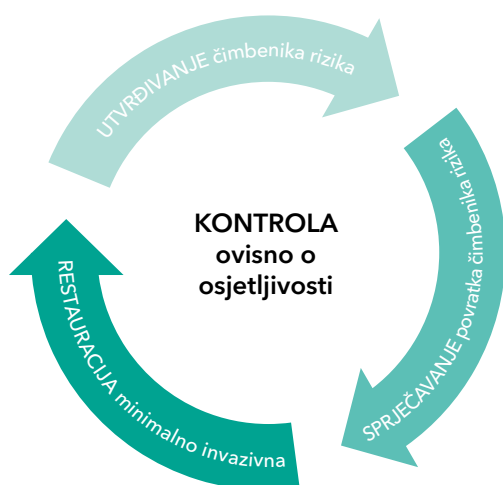 UTVRĐIVANJE čimbenika rizika
SPRJEČAVANJE povratka čimbenika rizika
RESTAURACIJA minimalno invazivna
KONTROLA
ovisno o
osjetljivosti